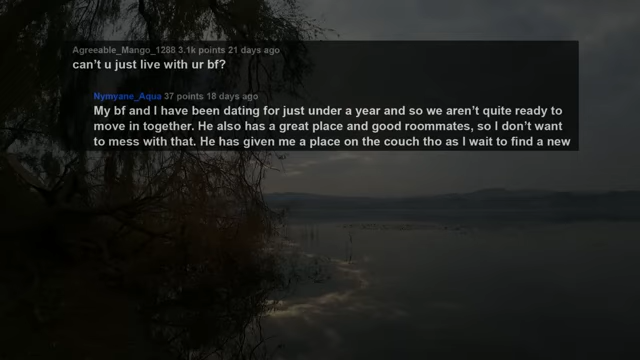 Agreeable_Mango_1288 3.1k points 21 days ago
can't u just live with ur bf?
Nymyane_Aqua 37 points 18 days ago
My bf and I have been dating for just under a year and so we aren't quite ready to
move in together. He also has a great place and good roommates, so I don't want
to mess with that. He has given me a place on the couch tho as I wait to find a new